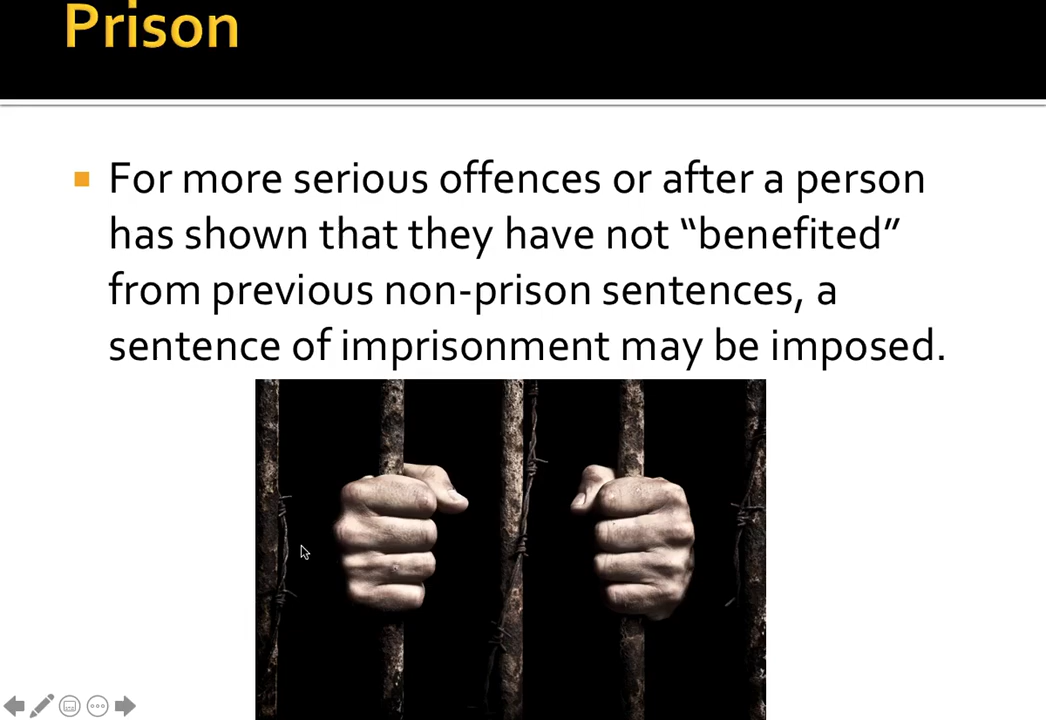 Prison
For more serious offences or after a person
has shown that they have not “benefited”
from previous non-prison sentences, a
sentence of imprisonment may be imposed.